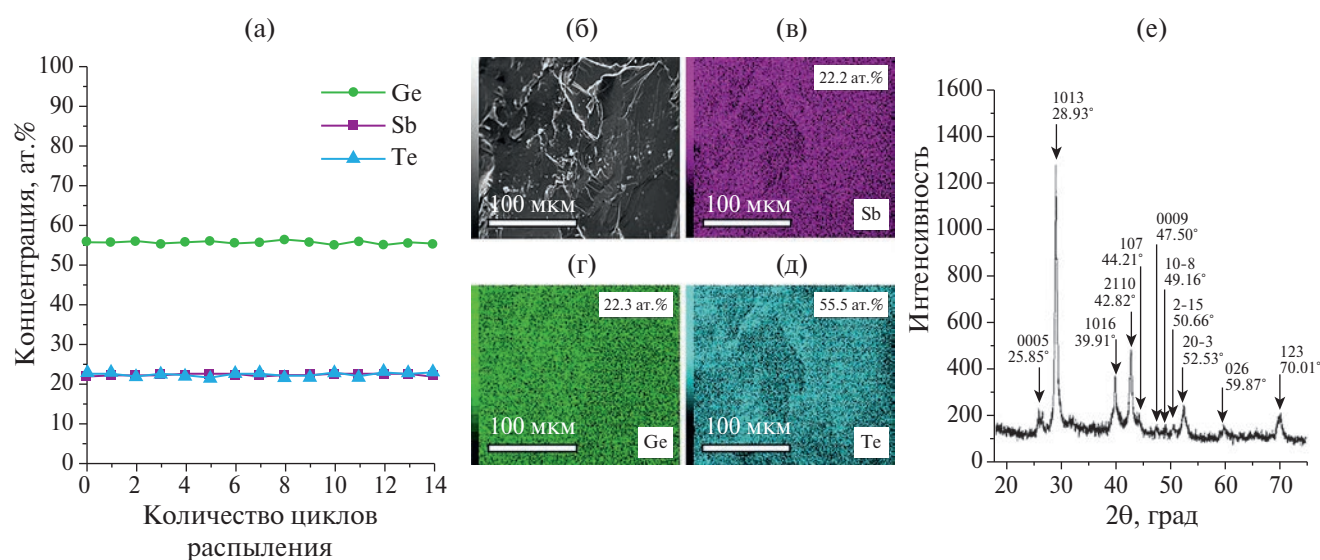 (а)
Концентрация, ат.%
100
90
80
70
60
50
40
30
20
10
0
Ge
Sb
Te
0
2
4
6
8
10
12
14
Количество циклов
распыления
(б)
100 мкм
(в)
22.2 ат.%
100 мкм
Sb
(г)
22.3 ат.%
100 мкм
Ge
(д)
55.5 ат.%
100 мкм
Te
(е)
Интенсивность
1600
1400
1200
1000
800
600
400
200
0
0005
25.85°
1013
28.93°
1016
39.91°
2110
42.82°
107
44.21°
0009
47.50°
10-8
49.16°
2-15
50.66°
20-3
52.53°
026
59.87°
123
70.01°
20
30
40
50
60
70
2θ, град